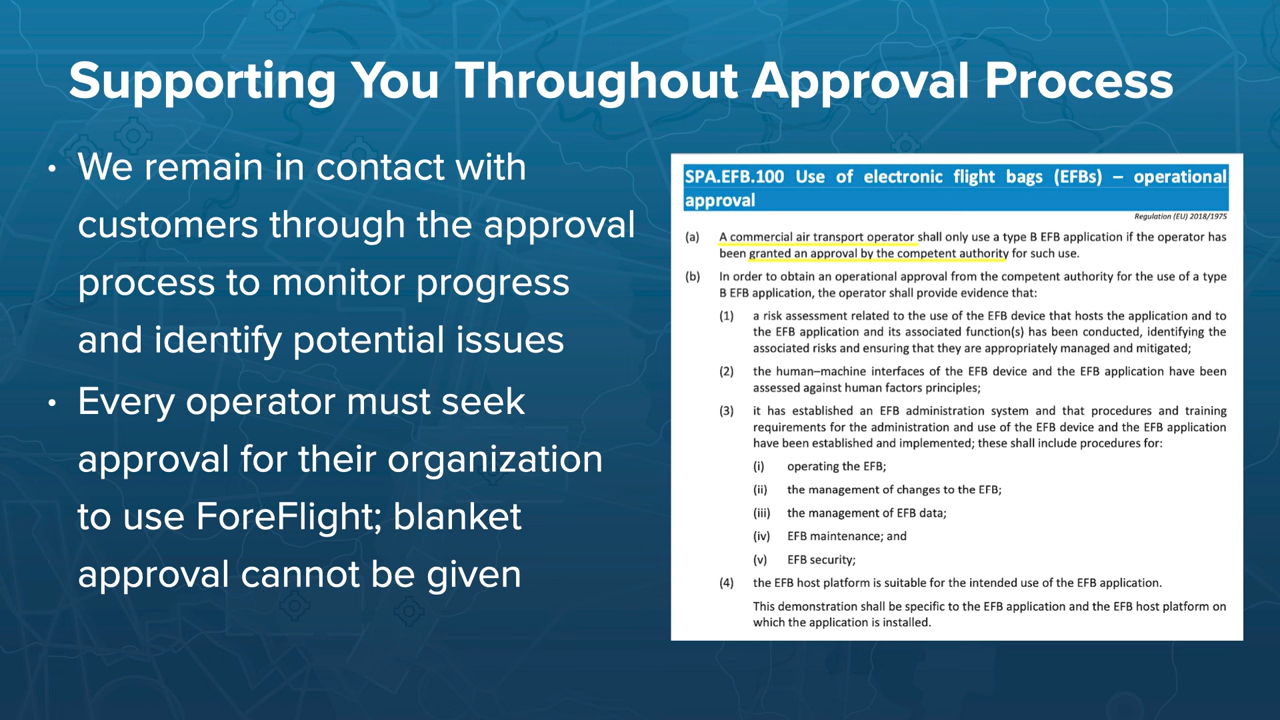 Supporting You Throughout Approval Process
• We remain in contact with
customers through the approval
process to monitor progress
and identify potential issues
• Every operator must seek
approval for their organization
to use ForeFlight; blanket
approval cannot be given
SPA.EFB.100 Use of electronic flight bags (EFBs) – operational
approval
Regulation (EU) 2018/1975
(a) A commercial air transport operator shall only use a type B EFB application if the operator has
been granted an approval by the competent authority for such use.
(b) In order to obtain an operational approval from the competent authority for the use of a type
B EFB application, the operator shall provide evidence that:
(1) a risk assessment related to the use of the EFB device that hosts the application and to
the EFB application and its associated function(s) has been conducted, identifying the
associated risks and ensuring that they are appropriately managed and mitigated;
(2) the human–machine interfaces of the EFB device and the EFB application have been
assessed against human factors principles;
(3) it has established an EFB administration system and that procedures and training
requirements for the administration and use of the EFB device and the EFB application
have been established and implemented; these shall include procedures for:
(i) operating the EFB;
(ii) the management of changes to the EFB;
(iii) the management of EFB data;
(iv) EFB maintenance; and
(v) EFB security;
(4) the EFB host platform is suitable for the intended use of the EFB application.
This demonstration shall be specific to the EFB application and the EFB host platform on
which the application is installed.